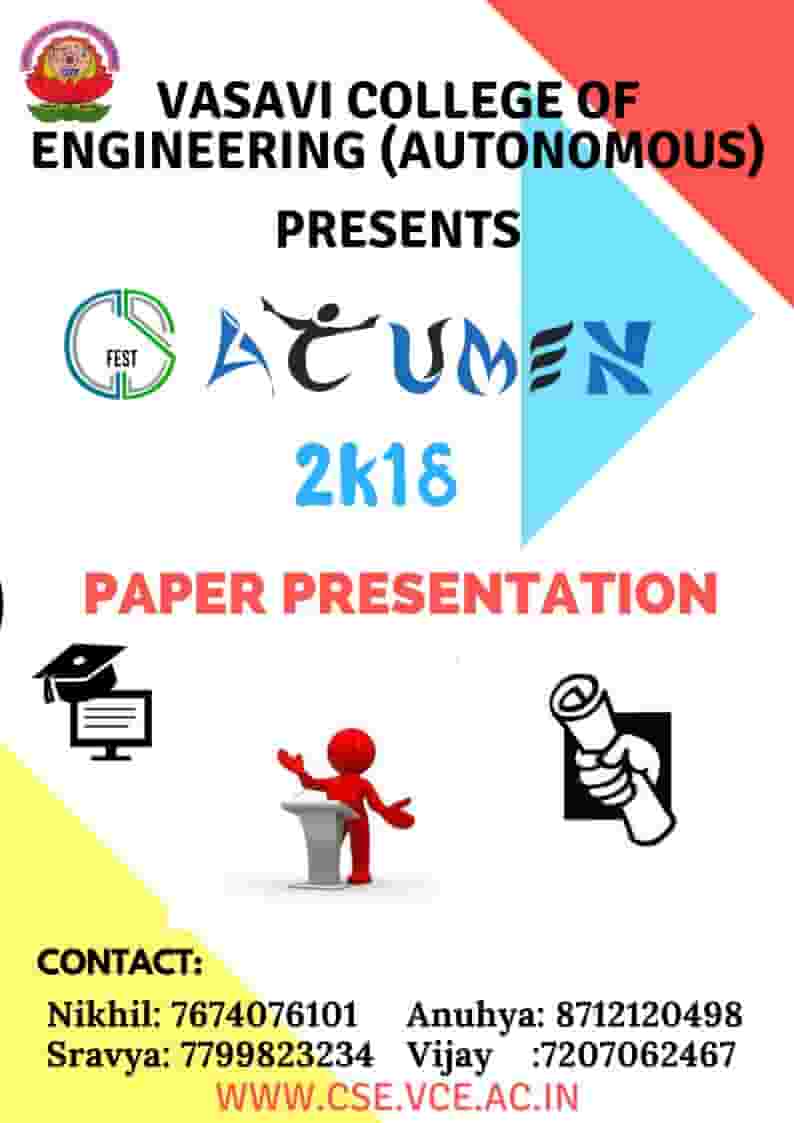 VASAVI COLLEGE OF
ENGINEERING (AUTONOMOUS)
PRESENTS
CS FEST ACUMEN
2k18
PAPER PRESENTATION
CONTACT:
Nikhil: 7674076101 Anuhya: 8712120498
Sravya: 7799823234 Vijay :7207062467
WWW.CSE.VCE.AC.IN